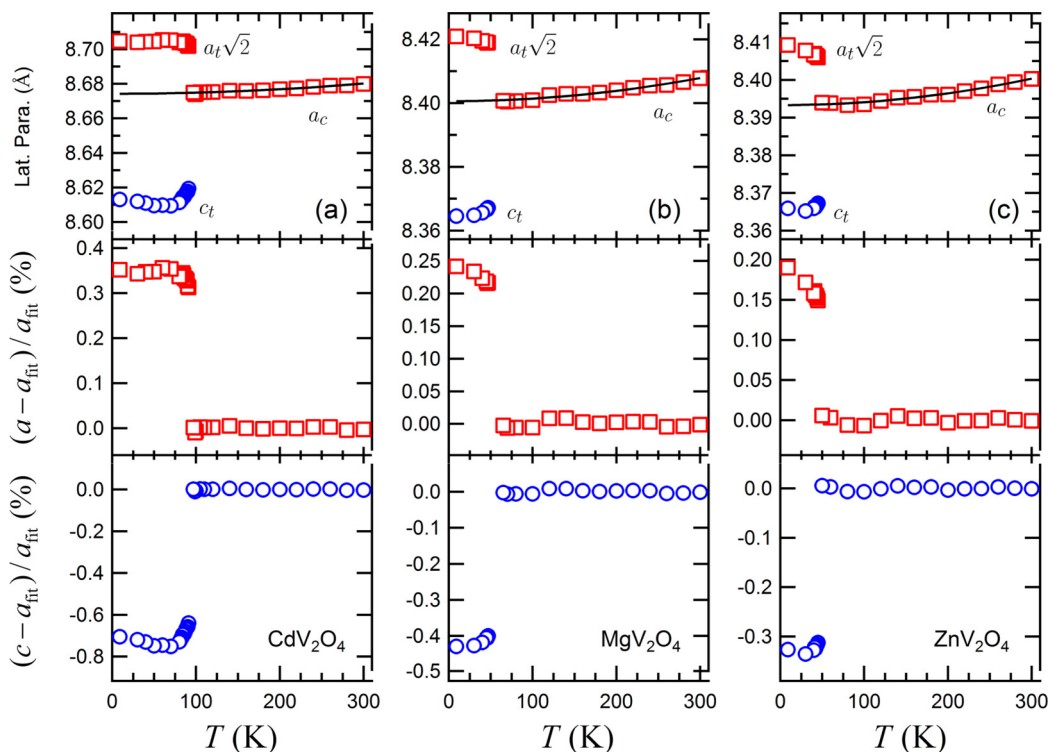 Lat. Para. (Å)
8.70
8.68
8.66
8.64
8.62
8.60
a_t√2
a_c
c_t
(a)
8.42
8.40
8.38
8.36
a_t√2
a_c
c_t
(b)
8.41
8.40
8.39
8.38
8.37
8.36
a_t√2
a_c
c_t
(c)
(a − a_fit) / a_fit (%)
0.4
0.3
0.2
0.1
0.0
0.25
0.20
0.15
0.10
0.05
0.00
0.20
0.15
0.10
0.05
0.00
(c − a_fit) / a_fit (%)
0.0
-0.2
-0.4
-0.6
-0.8
CdV₂O₄
0.0
-0.1
-0.2
-0.3
-0.4
-0.5
MgV₂O₄
0.0
-0.1
-0.2
-0.3
ZnV₂O₄
0 100 200 300
0 100 200 300
0 100 200 300
T (K)
T (K)
T (K)